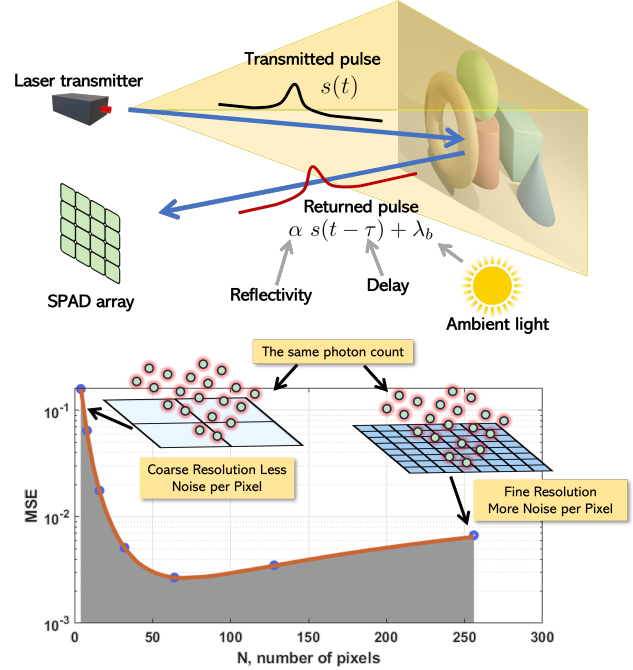 Transmitted pulse
s(t)
Laser transmitter
Returned pulse
α s(t − τ) + λ_b
SPAD array
Reflectivity
Delay
Ambient light
The same photon count
Coarse Resolution Less
Noise per Pixel
Fine Resolution
More Noise per Pixel
MSE
10^-1
10^-2
10^-3
0
50
100
150
200
250
300
N, number of pixels